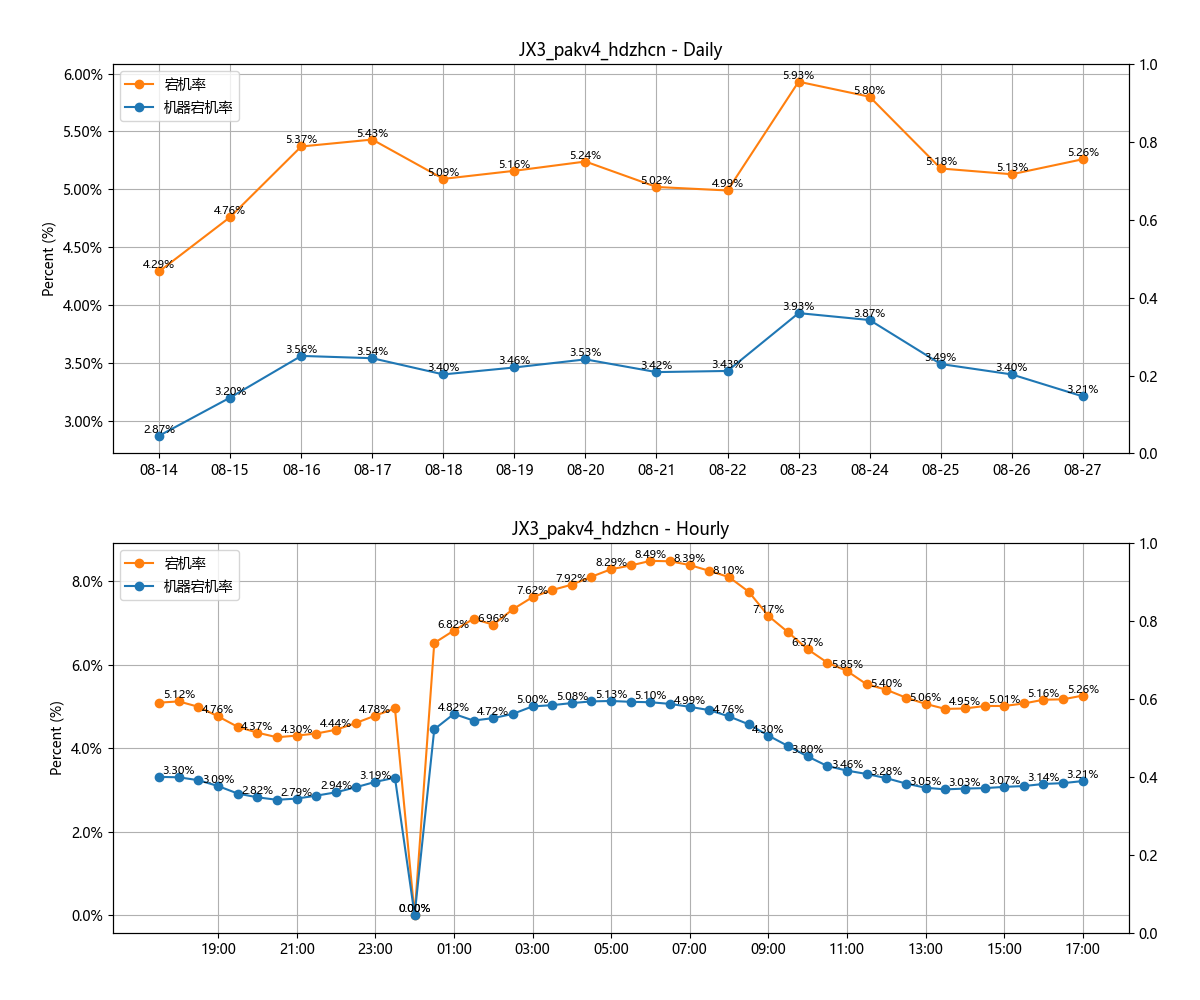 JX3_pakv4_hdzhcn - Daily
宕机率
机器宕机率
Percent (%)
6.00%
5.50%
5.00%
4.50%
4.00%
3.50%
3.00%
1.0
0.8
0.6
0.4
0.2
0.0
4.29% 4.76% 5.37% 5.43% 5.09% 5.16% 5.24% 5.02% 4.99% 5.93% 5.80% 5.18% 5.13% 5.26%
2.87% 3.20% 3.56% 3.54% 3.40% 3.46% 3.53% 3.42% 3.43% 3.93% 3.87% 3.49% 3.40% 3.21%
08-14 08-15 08-16 08-17 08-18 08-19 08-20 08-21 08-22 08-23 08-24 08-25 08-26 08-27
JX3_pakv4_hdzhcn - Hourly
宕机率
机器宕机率
Percent (%)
8.0%
6.0%
4.0%
2.0%
0.0%
1.0
0.8
0.6
0.4
0.2
0.0
5.12% 4.76% 4.37% 4.30% 4.44% 4.78% 0.00% 6.82% 6.96% 7.62% 7.92% 8.29% 8.49% 8.39% 8.10% 7.17% 6.37% 5.85% 5.40% 5.06% 4.95% 5.01% 5.16% 5.26%
3.30% 3.09% 2.82% 2.79% 2.94% 3.19% 0.00% 4.82% 4.72% 5.00% 5.08% 5.13% 5.10% 4.99% 4.76% 4.30% 3.80% 3.46% 3.28% 3.05% 3.03% 3.07% 3.14% 3.21%
19:00 21:00 23:00 01:00 03:00 05:00 07:00 09:00 11:00 13:00 15:00 17:00